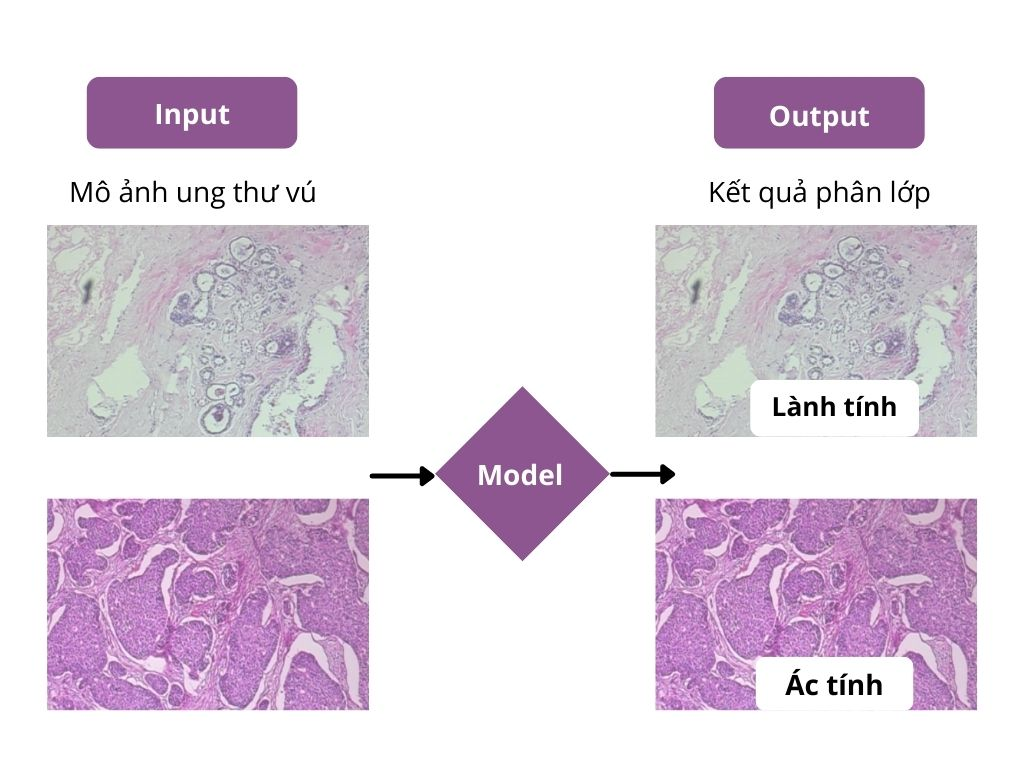 Input
Output
Mô ảnh ung thư vú
Kết quả phân lớp
Lành tính
Model
Ác tính